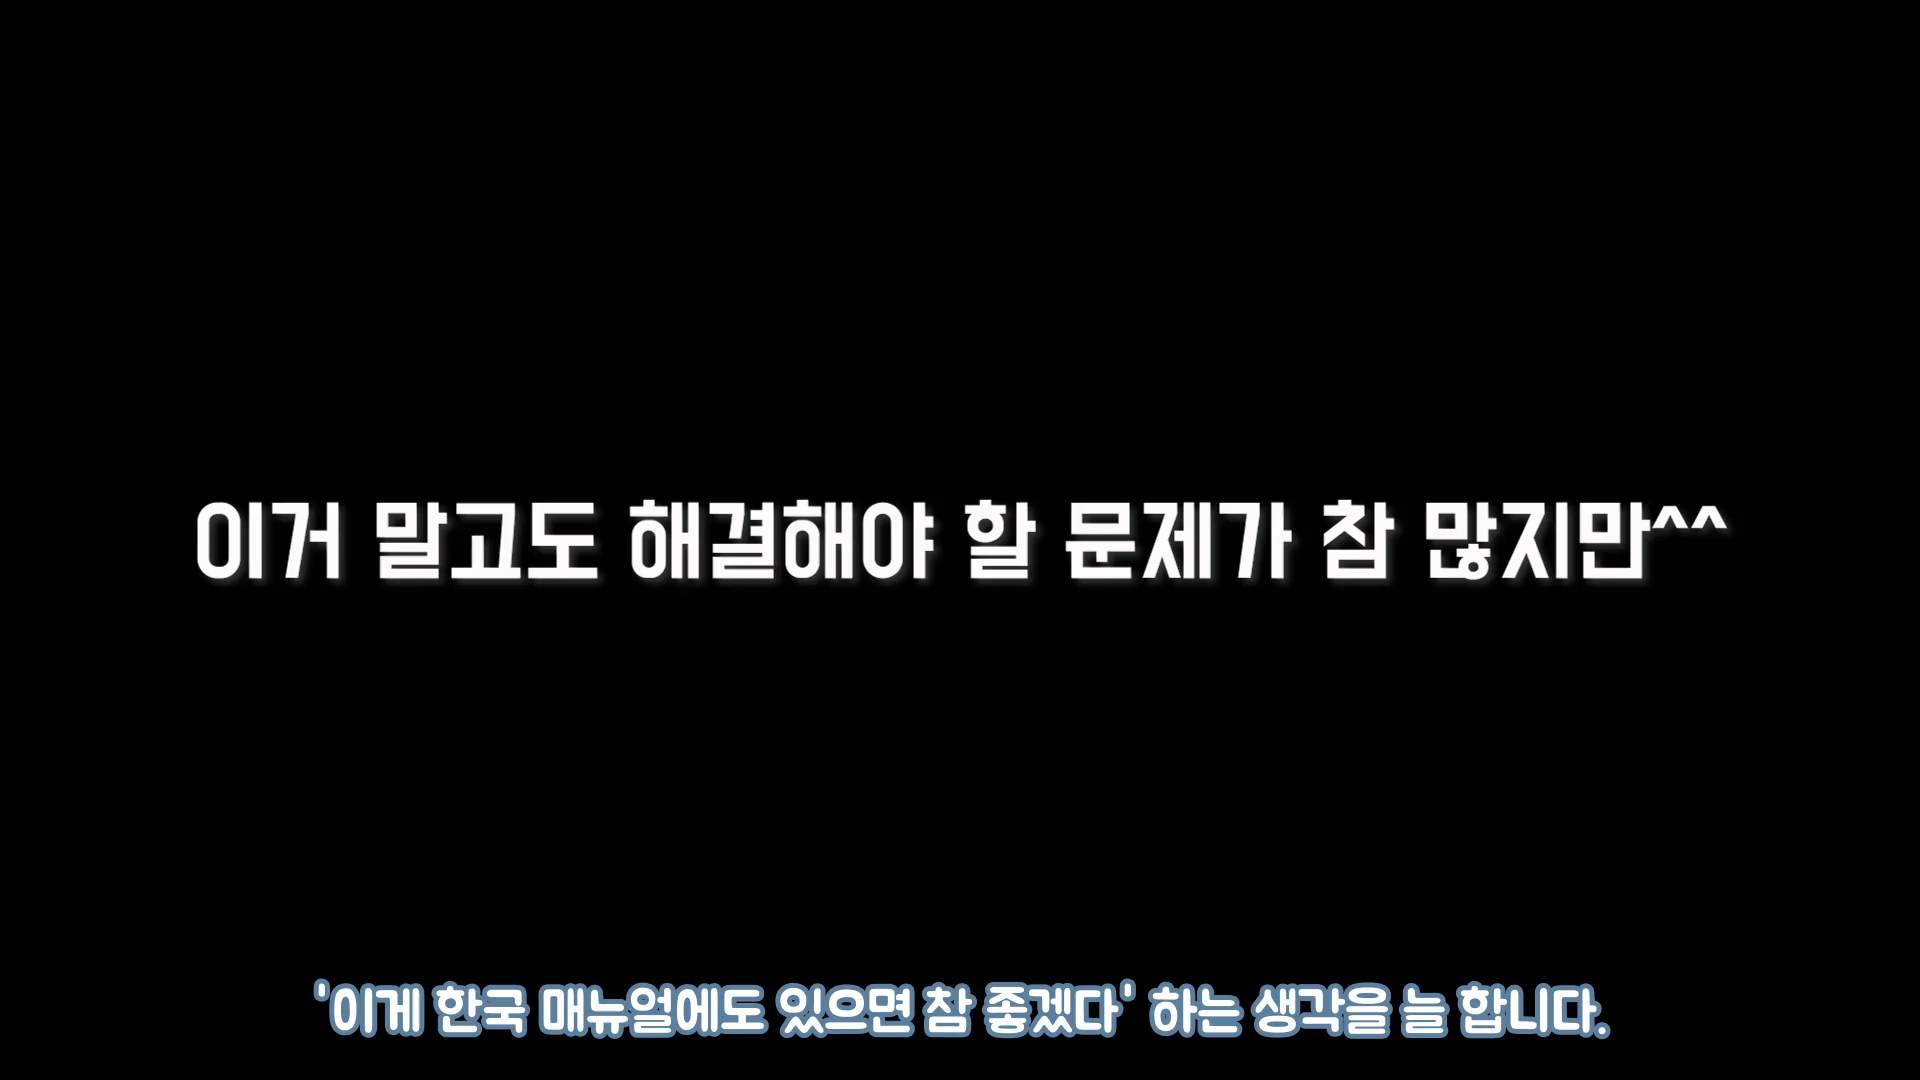 이거 말고도 해결해야 할 문제가 참 많지만^^
'이게 한국 매뉴얼에도 있으면 참 좋겠다' 하는 생각을 늘 합니다.